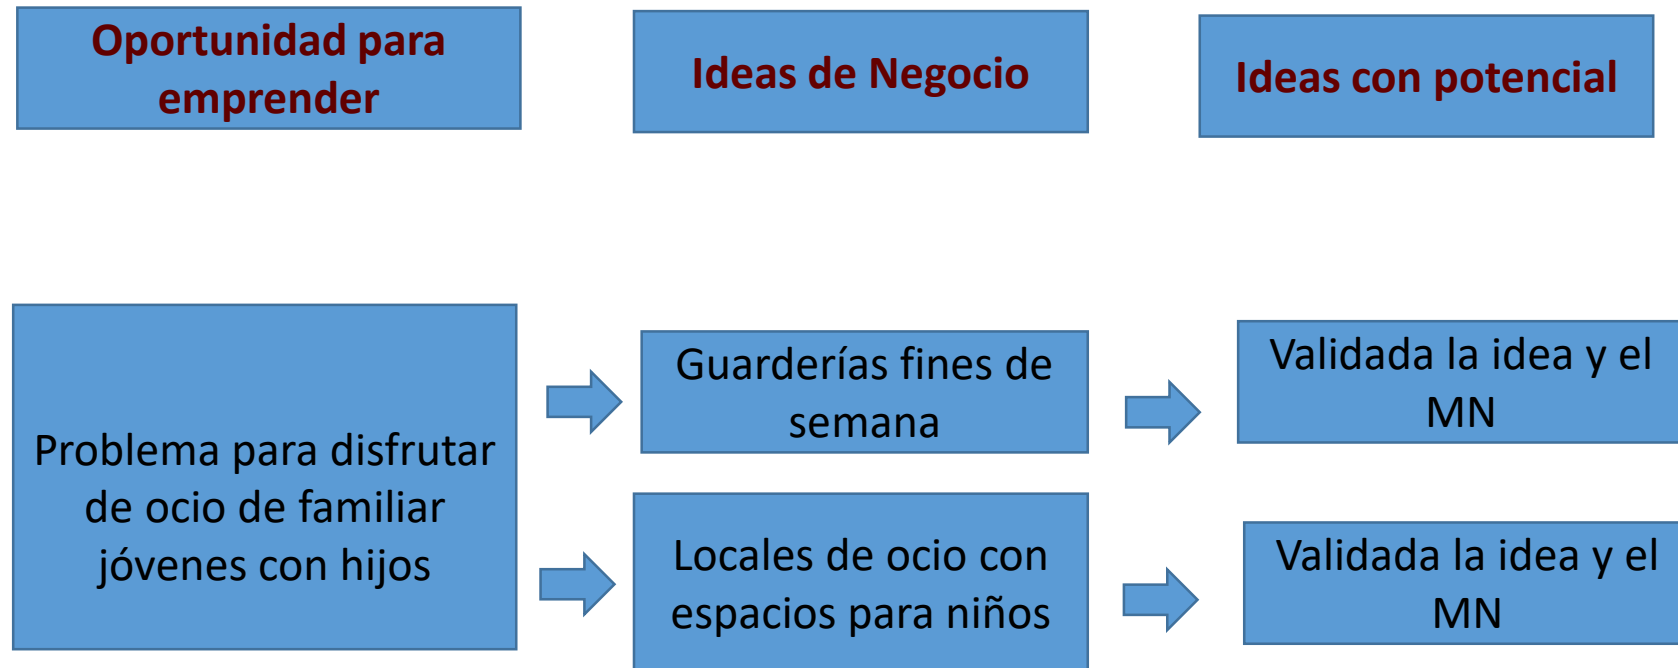 Oportunidad para
emprender
Ideas de Negocio
Ideas con potencial
Problema para disfrutar
de ocio de familiar
jóvenes con hijos
Guarderías fines de
semana
Validada la idea y el
MN
Locales de ocio con
espacios para niños
Validada la idea y el
MN